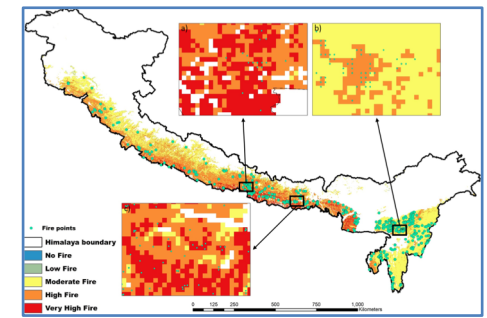 a)
b)
Fire points
Himalaya boundary
No Fire
Low Fire
Moderate Fire
High Fire
Very High Fire
0 125 250 500 750 1,000
Kilometers